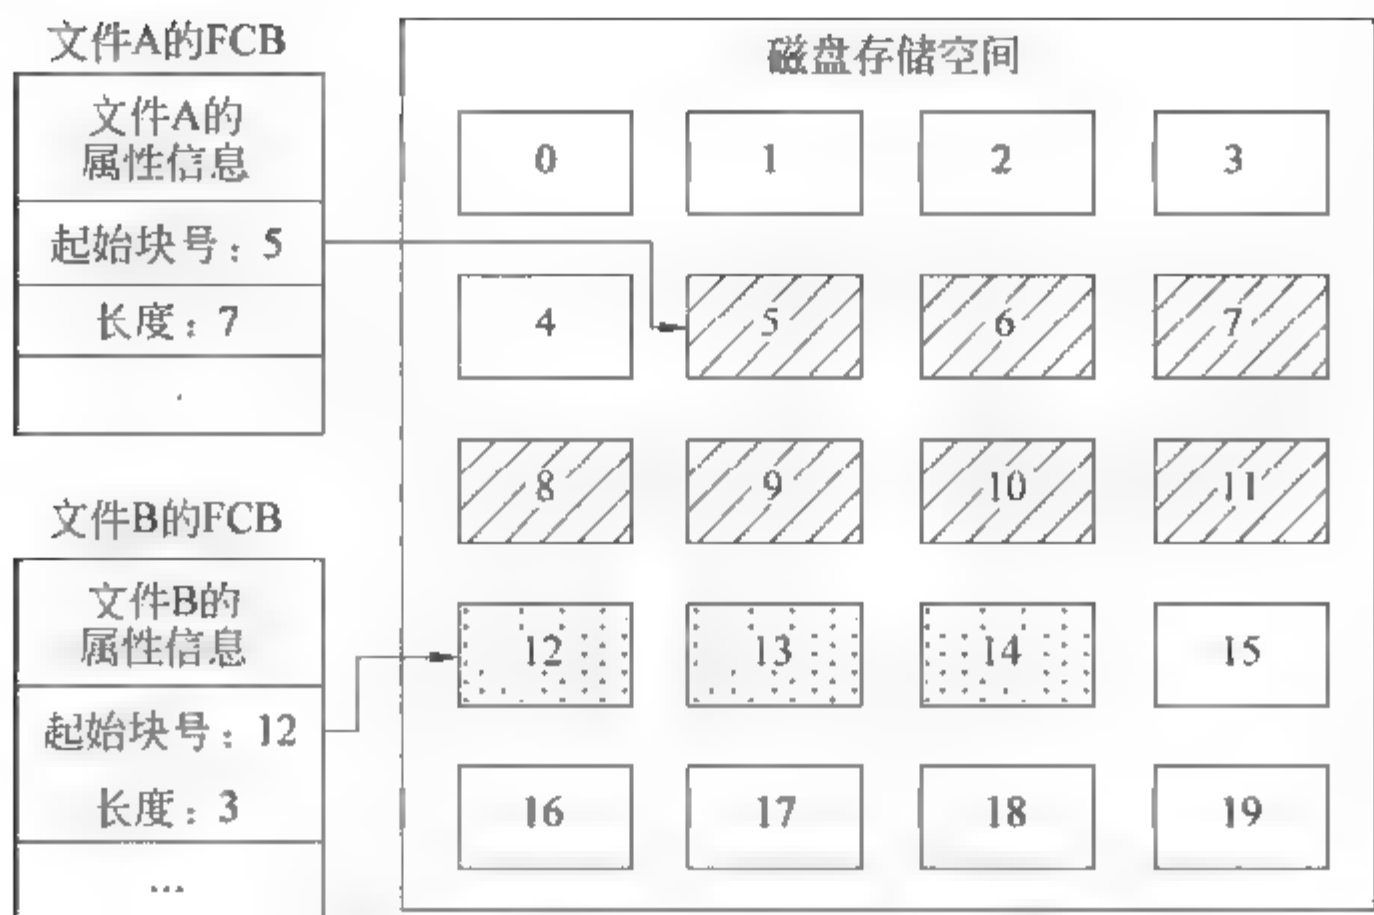 文件A的FCB
文件A的
属性信息
起始块号：5
长度：7
文件B的FCB
文件B的
属性信息
起始块号：12
长度：3
…
磁盘存储空间
0 1 2 3
4 5 6 7
8 9 10 11
12 13 14 15
16 17 18 19